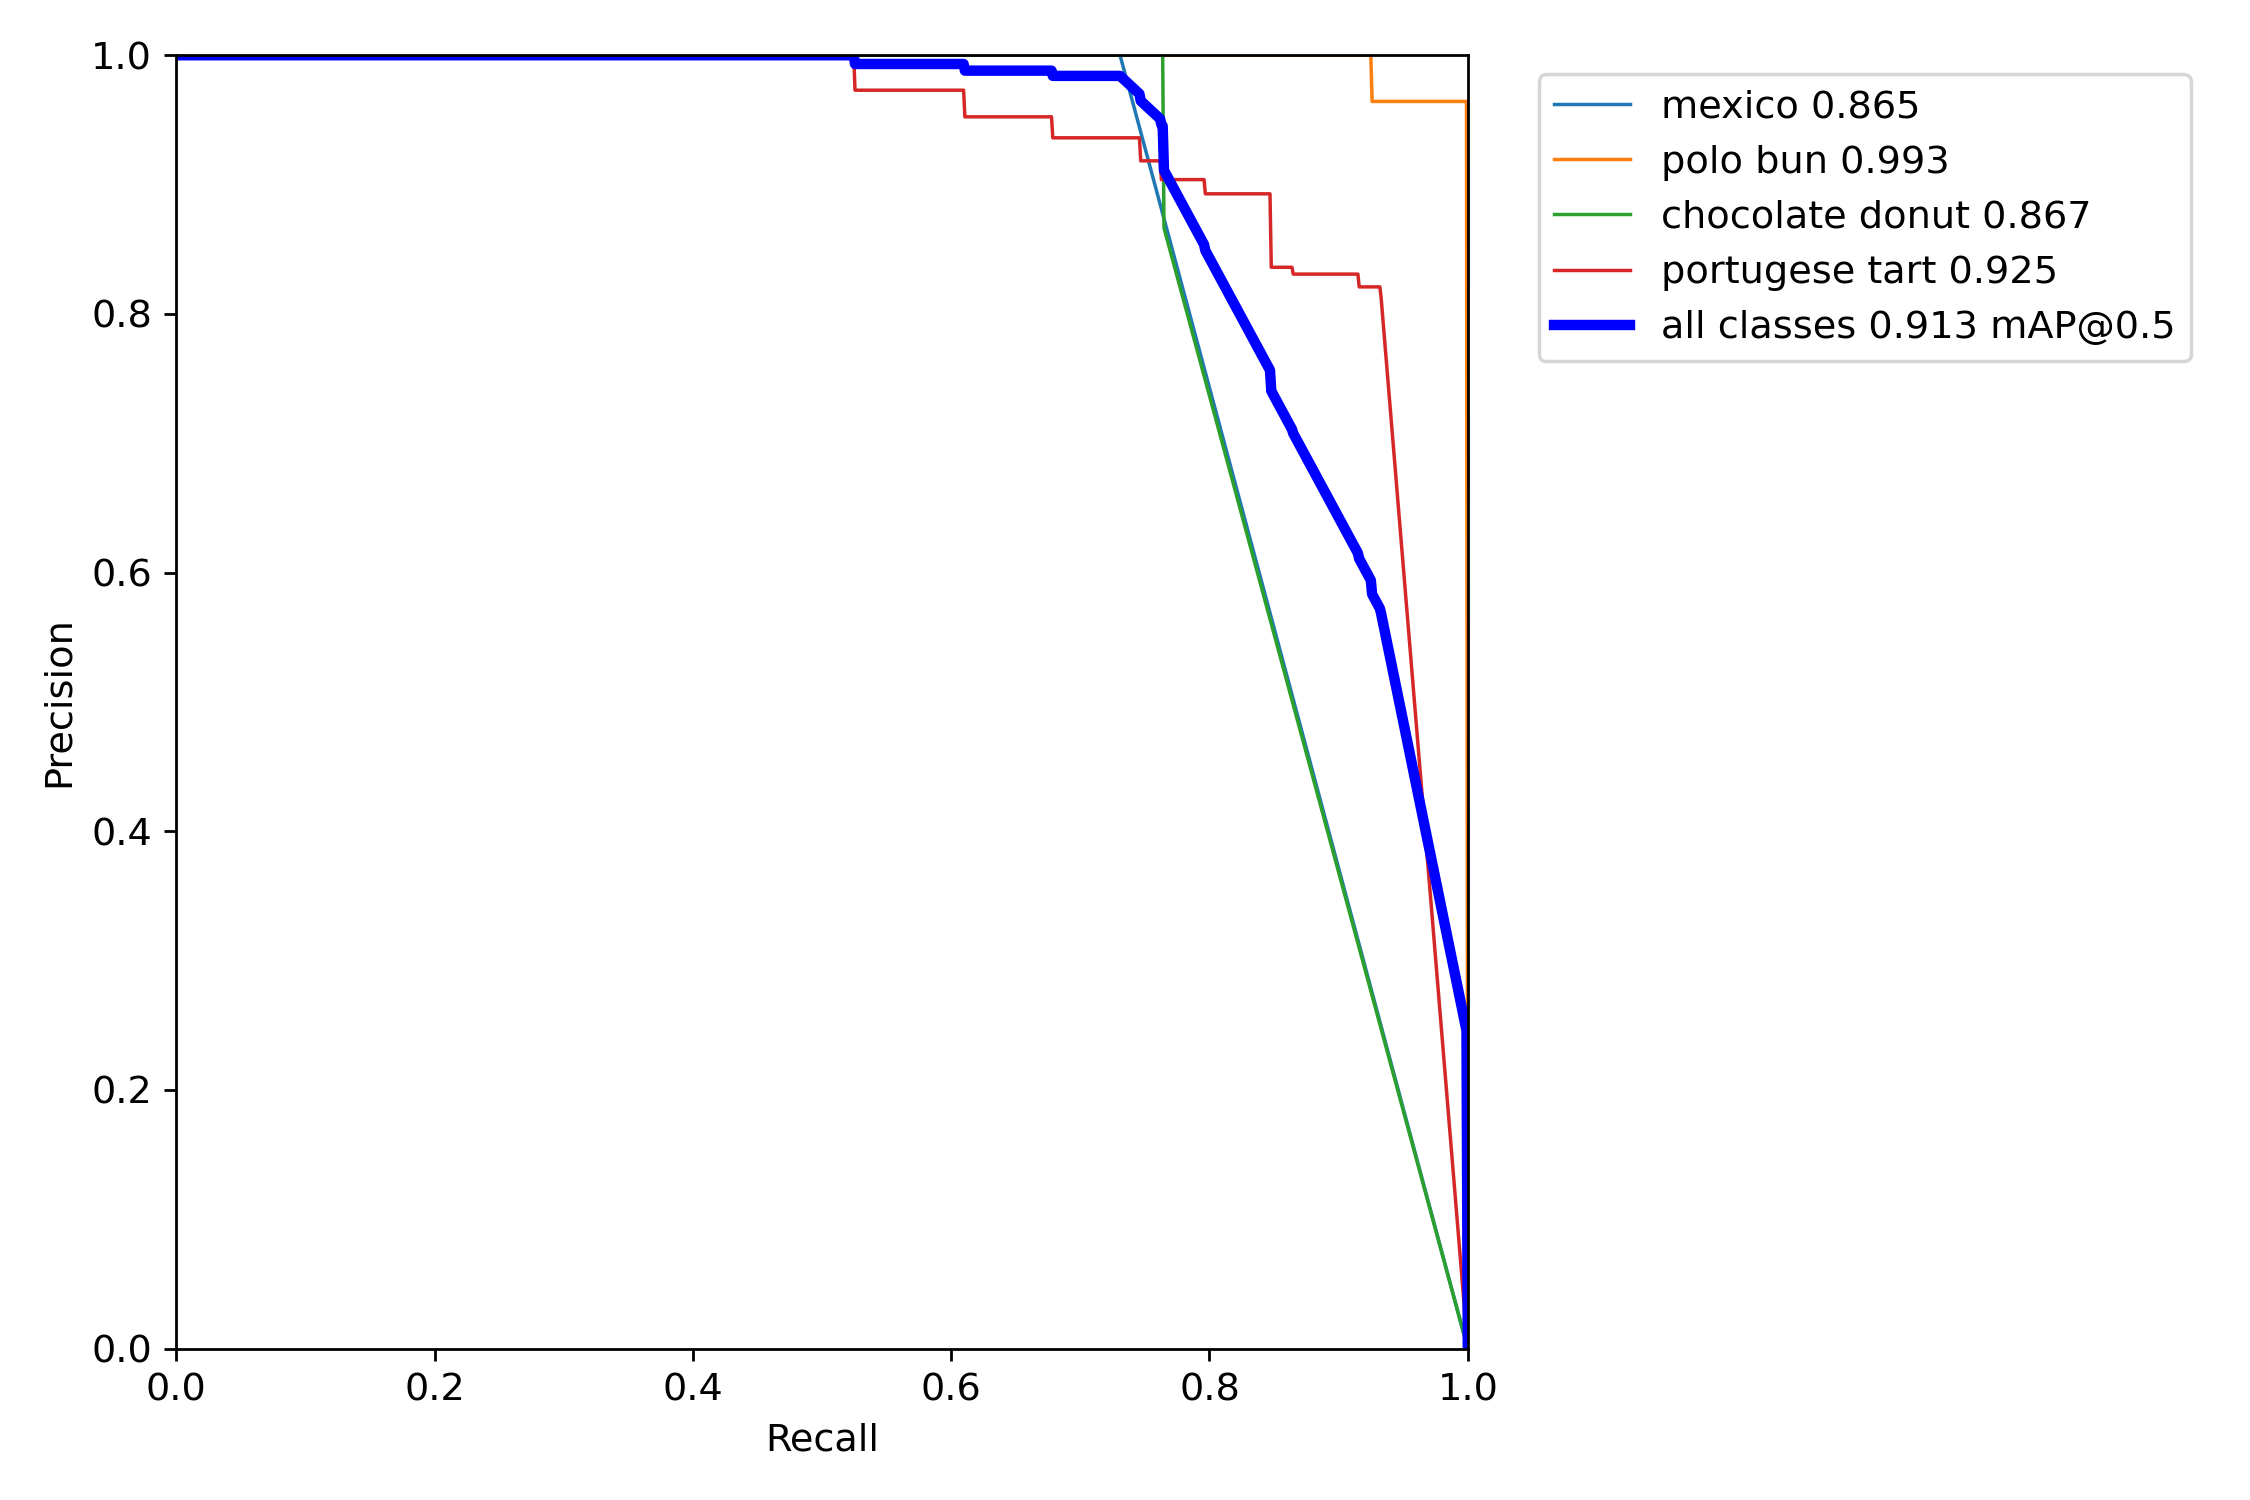 1.0
0.8
0.6
0.4
0.2
0.0
0.0 0.2 0.4 0.6 0.8 1.0
Precision
Recall
mexico 0.865
polo bun 0.993
chocolate donut 0.867
portugese tart 0.925
all classes 0.913 mAP@0.5